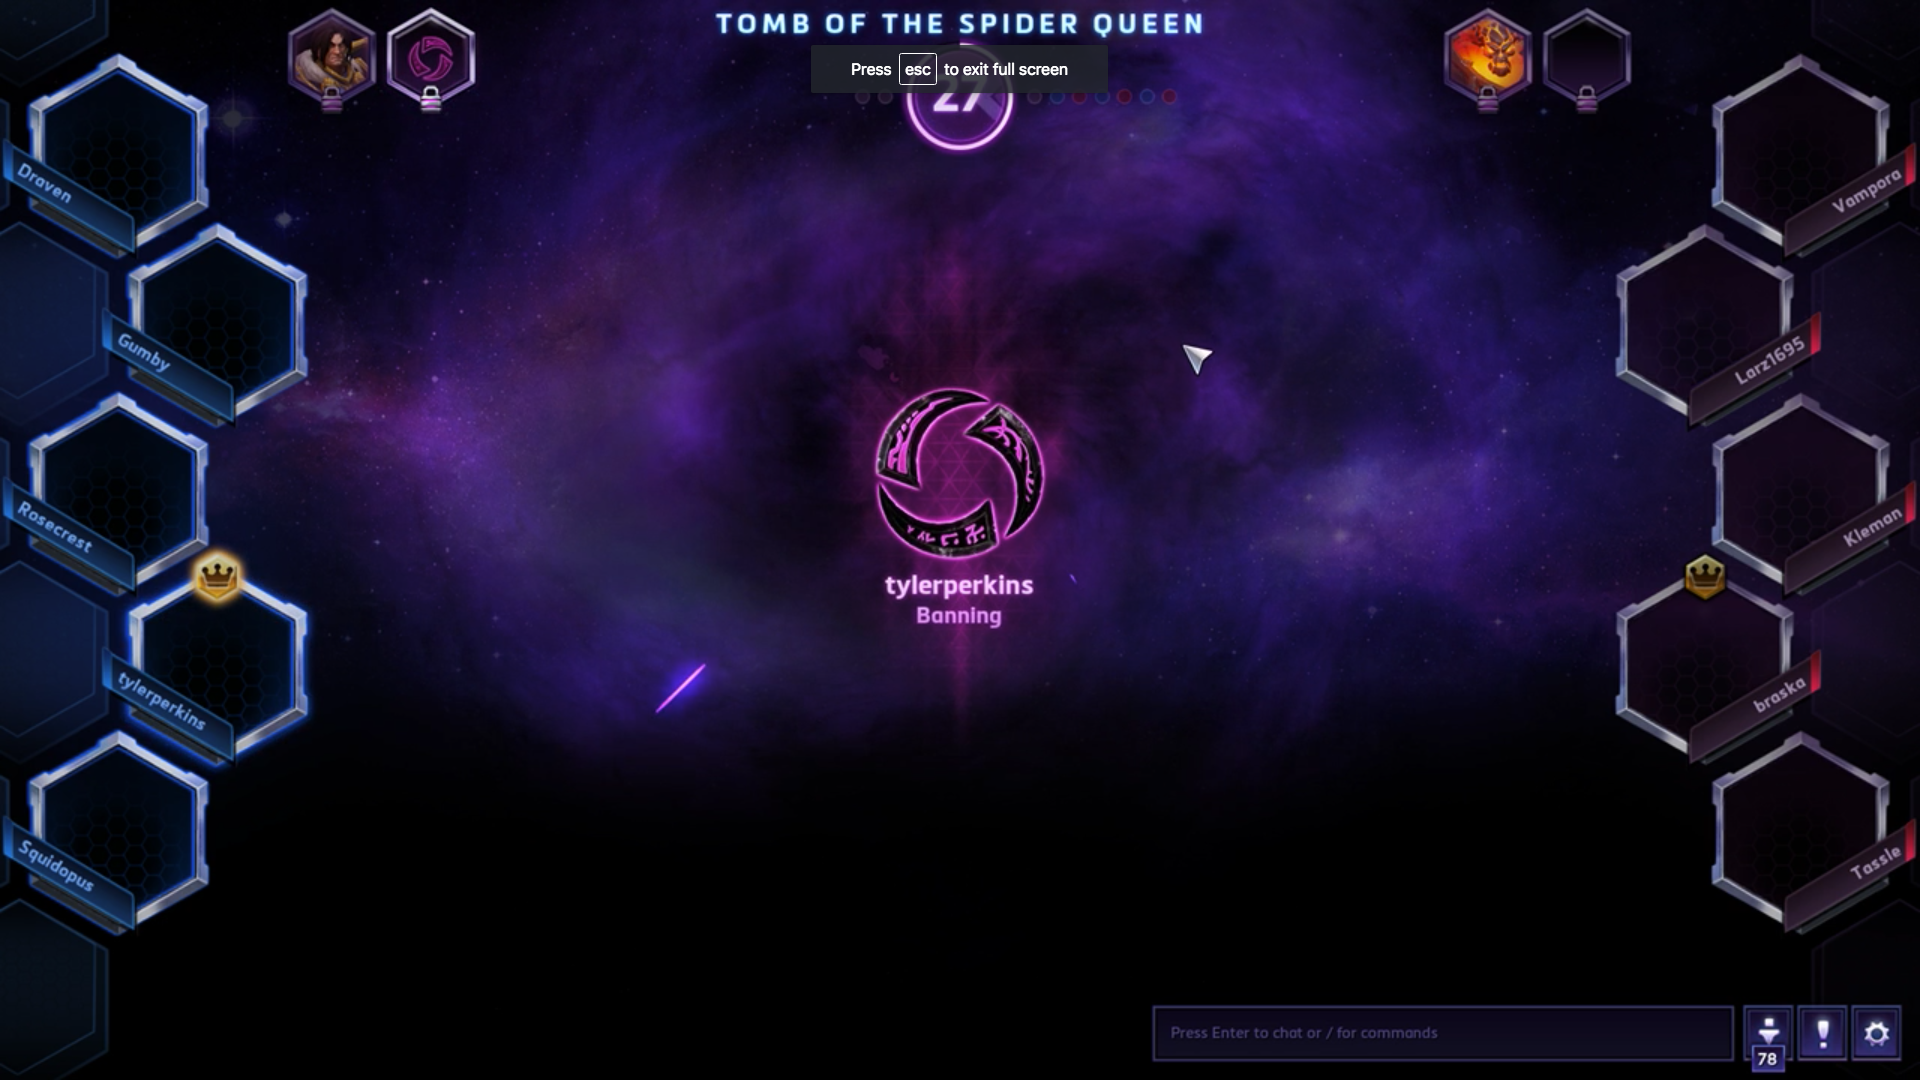 TOMB OF THE SPIDER QUEEN
Press esc to exit full screen
27
Draven
Gumby
Rosecrest
tylerperkins
Squidopus
tylerperkins
Banning
Vampora
Larz1695
Kleman
braska
Tassle
Press Enter to chat or / for commands
78